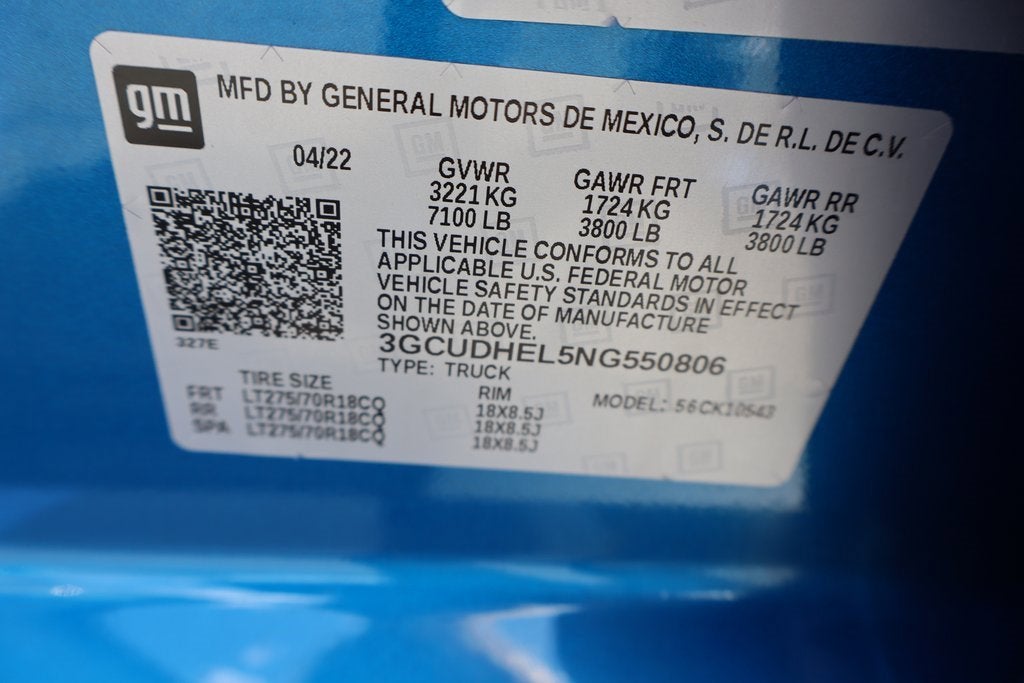 gm
MFD BY GENERAL MOTORS DE MEXICO, S. DE R.L. DE C.V.
04/22
GVWR
3221 KG
7100 LB
GAWR FRT
1724 KG
3800 LB
GAWR RR
1724 KG
3800 LB
THIS VEHICLE CONFORMS TO ALL
APPLICABLE U.S. FEDERAL MOTOR
VEHICLE SAFETY STANDARDS IN EFFECT
ON THE DATE OF MANUFACTURE
SHOWN ABOVE.
327E
3GCUDHEL5NG550806
TYPE: TRUCK
MODEL: 56CK10543
TIRE SIZE RIM
FRT LT275/70R18CQ 18X8.5J
RR LT275/70R18CQ 18X8.5J
SPA LT275/70R18CQ 18X8.5J